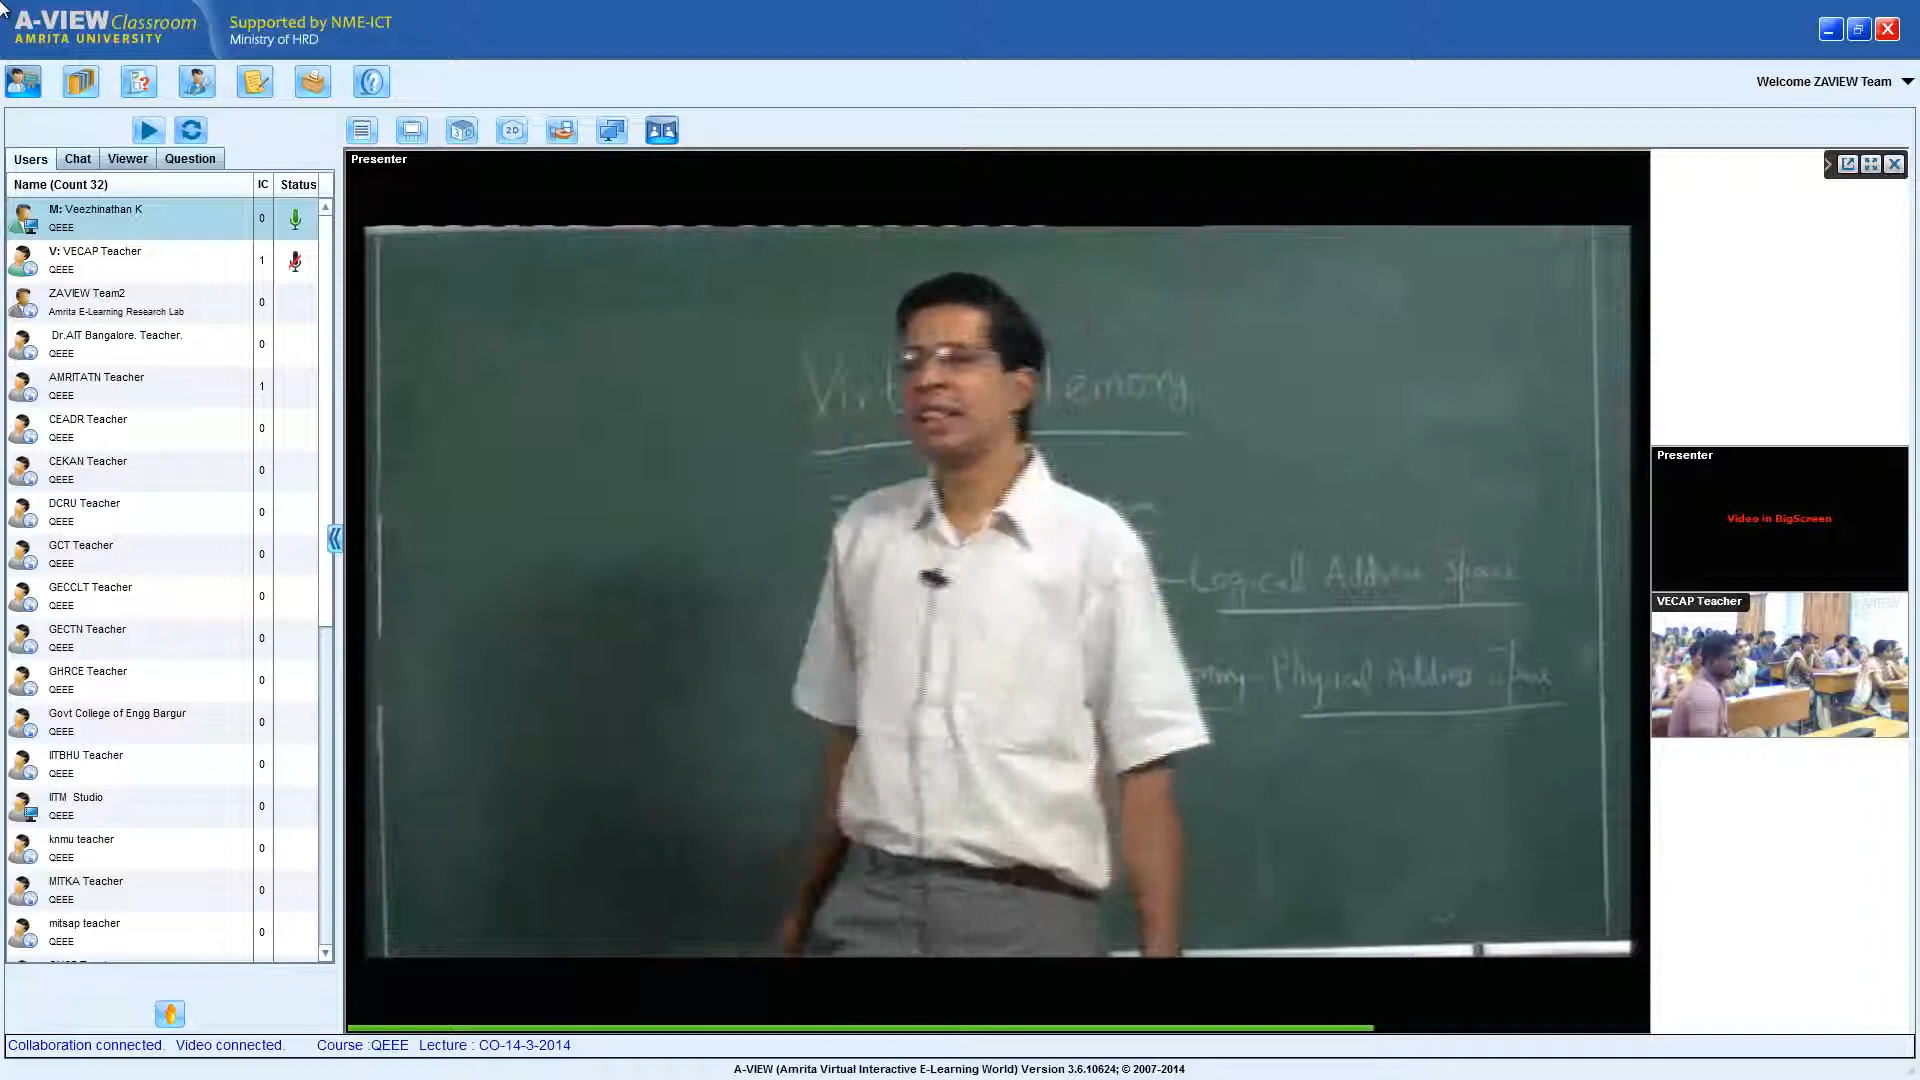 A-VIEW Classroom
AMRITA UNIVERSITY
Supported by NME-ICT
Ministry of HRD
Welcome ZAVIEW Team
3D
2D
Users
Chat
Viewer
Question
Name (Count 32)
IC
Status
M: Veezhinathan K
QEEE
0
V: VECAP Teacher
QEEE
1
ZAVIEW Team2
Amrita E-Learning Research Lab
0
Dr.AIT Bangalore. Teacher.
QEEE
0
AMRITATN Teacher
QEEE
1
CEADR Teacher
QEEE
0
CEKAN Teacher
QEEE
0
DCRU Teacher
QEEE
0
GCT Teacher
QEEE
0
GECCLT Teacher
QEEE
0
GECTN Teacher
QEEE
0
GHRCE Teacher
QEEE
0
Govt College of Engg Bargur
QEEE
0
IITBHU Teacher
QEEE
0
IITM Studio
QEEE
0
knmu teacher
QEEE
0
MITKA Teacher
QEEE
0
mitsap teacher
QEEE
0
Presenter
Virt emory
Logical Address Space
Physical Address Space
Presenter
Video in BigScreen
VECAP Teacher
Collaboration connected. Video connected. Course :QEEE Lecture : CO-14-3-2014
A-VIEW (Amrita Virtual Interactive E-Learning World) Version 3.6.10624; © 2007-2014